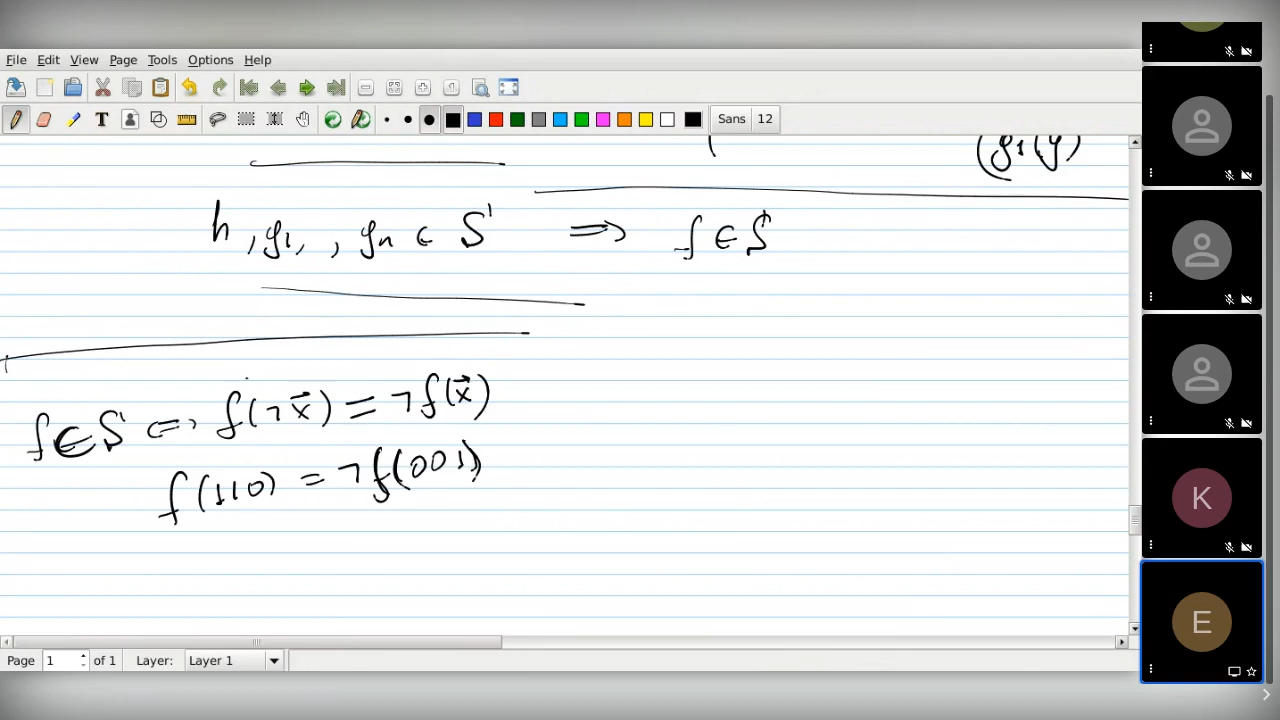 File Edit View Page Tools Options Help
Sans 12
(g₁(y)
h , g₁, , gₙ ∈ S ⟹ f ∈ S
f ∈ S ⟺ f(¬x⃗) = ¬f(x⃗)
f(110) = ¬f(001)
K
E
Page 1 of 1 Layer: Layer 1